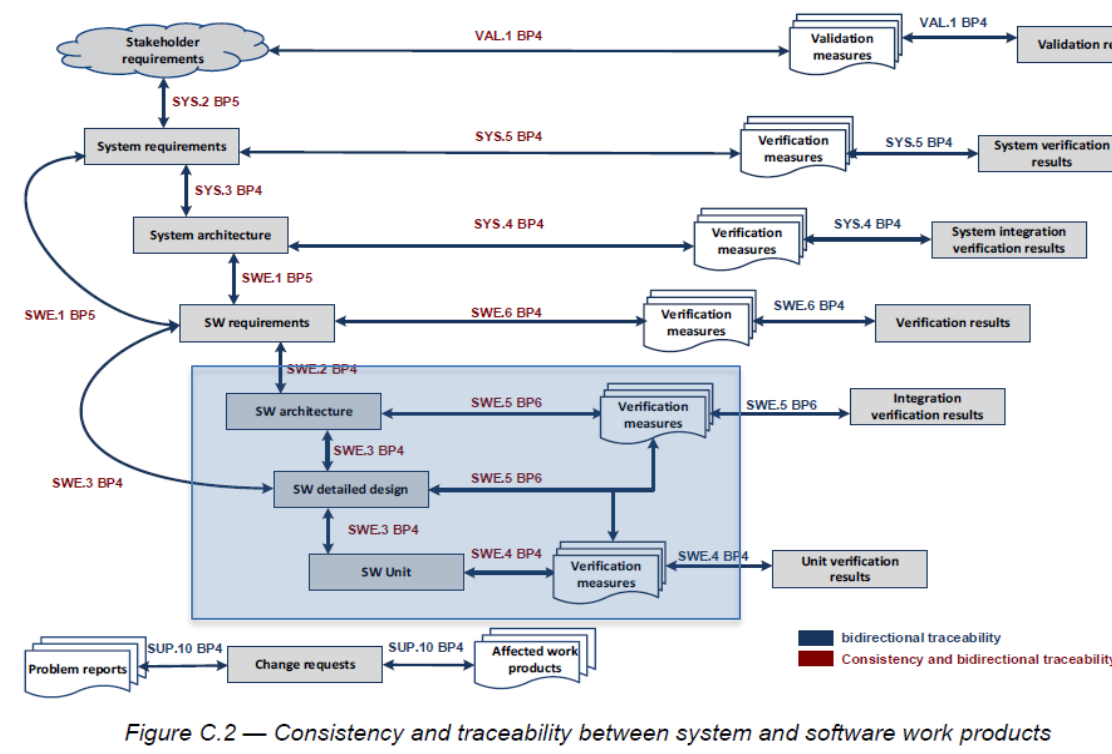 Stakeholder
requirements
VAL.1 BP4
Validation
measures
VAL.1 BP4
Validation re
SYS.2 BP5
System requirements
SYS.5 BP4
Verification
measures
SYS.5 BP4
System verification
results
SYS.3 BP4
System architecture
SYS.4 BP4
Verification
measures
SYS.4 BP4
System integration
verification results
SWE.1 BP5
SWE.1 BP5
SW requirements
SWE.6 BP4
Verification
measures
SWE.6 BP4
Verification results
SWE.2 BP4
SW architecture
SWE.5 BP6
Verification
measures
SWE.5 BP6
Integration
verification results
SWE.3 BP4
SWE.3 BP4
SW detailed design
SWE.5 BP6
SWE.3 BP4
SW Unit
SWE.4 BP4
Verification
measures
SWE.4 BP4
Unit verification
results
Problem reports
SUP.10 BP4
Change requests
SUP.10 BP4
Affected work
products
bidirectional traceability
Consistency and bidirectional traceability
Figure C.2 — Consistency and traceability between system and software work products